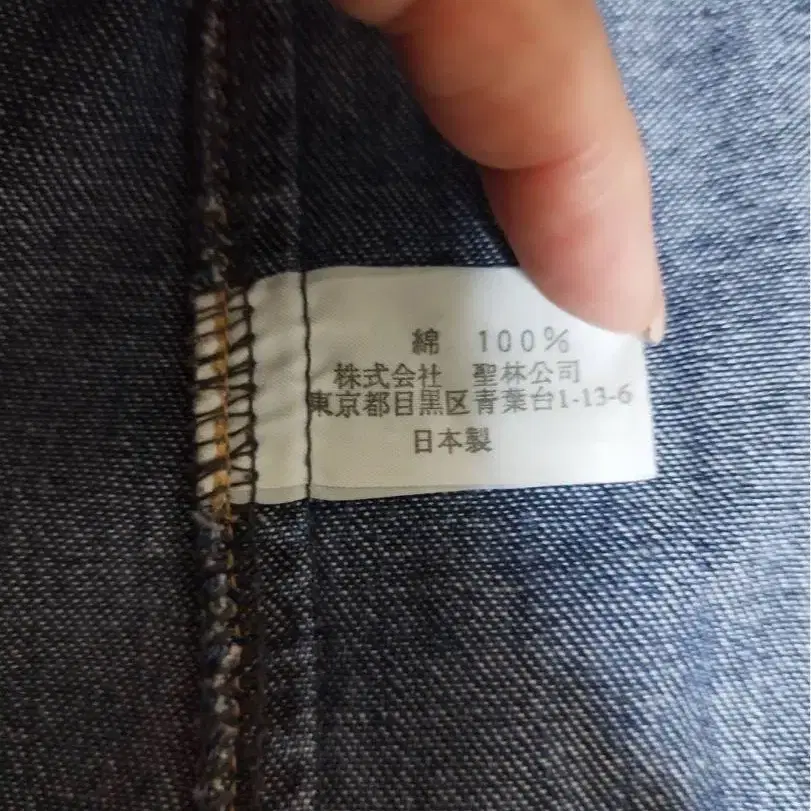 綿 100%
株式会社 聖林公司
東京都目黒区青葉台1-13-6
日本製